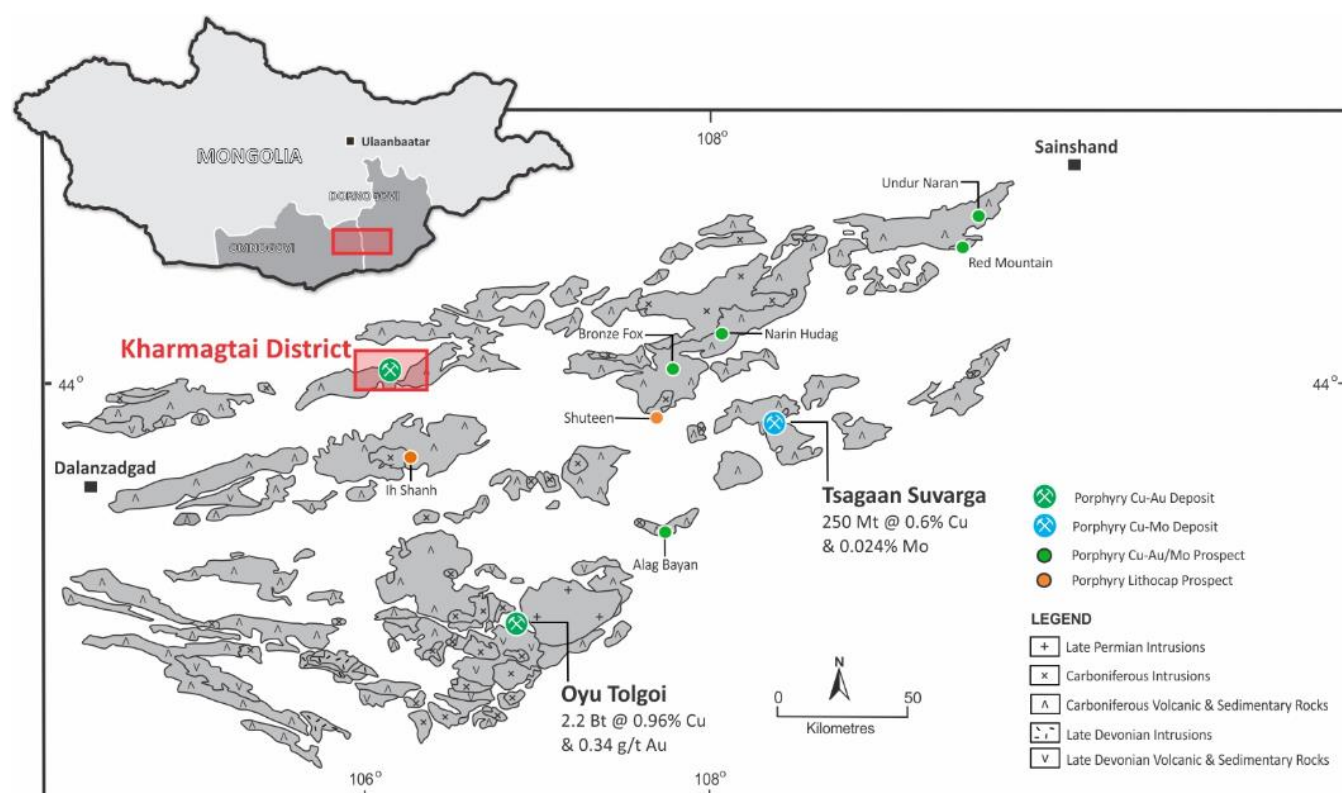 Ulaanbaatar
MONGOLIA
DORNOGOVI
OMNOGOVI
108°
Sainshand
Undur Naran
Red Mountain
Bronze Fox
Narin Hudag
Kharmagtai District
44°
44°
Shuteen
Dalanzadgad
Ih Shanh
Tsagaan Suvarga
250 Mt @ 0.6% Cu
& 0.024% Mo
Alag Bayan
Oyu Tolgoi
2.2 Bt @ 0.96% Cu
& 0.34 g/t Au
N
0 50
Kilometres
Porphyry Cu-Au Deposit
Porphyry Cu-Mo Deposit
Porphyry Cu-Au/Mo Prospect
Porphyry Lithocap Prospect
LEGEND
Late Permian Intrusions
Carboniferous Intrusions
Carboniferous Volcanic & Sedimentary Rocks
Late Devonian Intrusions
Late Devonian Volcanic & Sedimentary Rocks
106°
108°